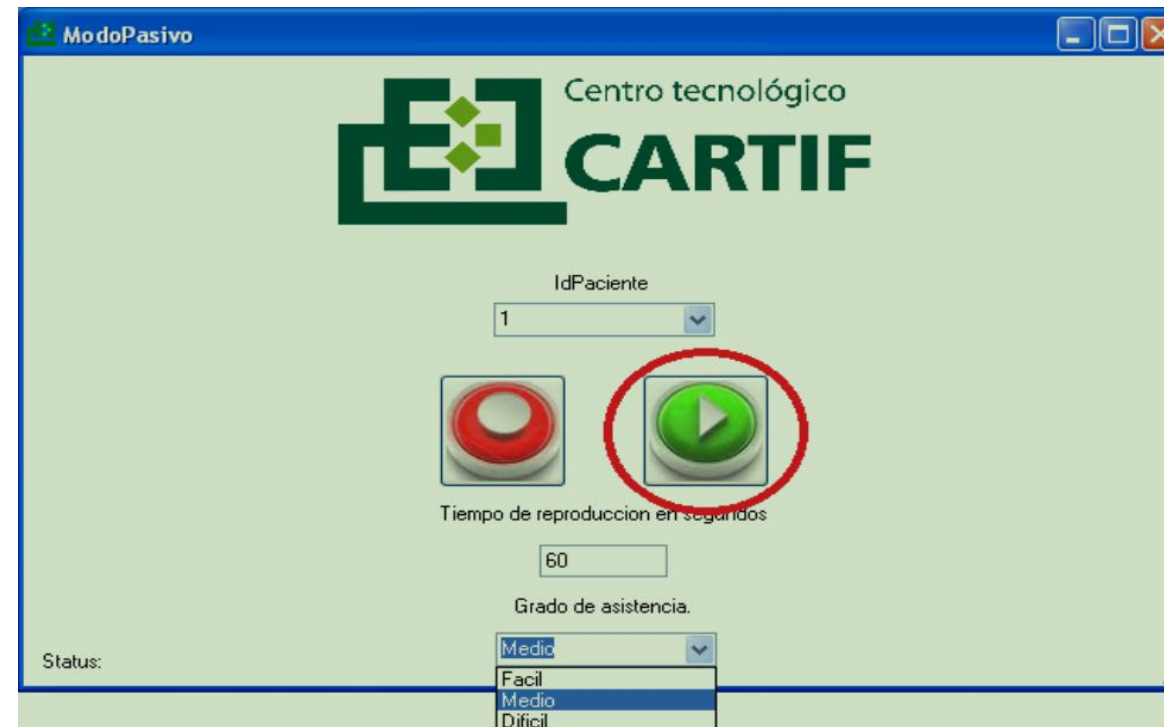 ModoPasivo
Centro tecnológico
CARTIF
IdPaciente
1
Tiempo de reproduccion en segundos
60
Grado de asistencia.
Medio
Status:
Facil
Medio
Dificil